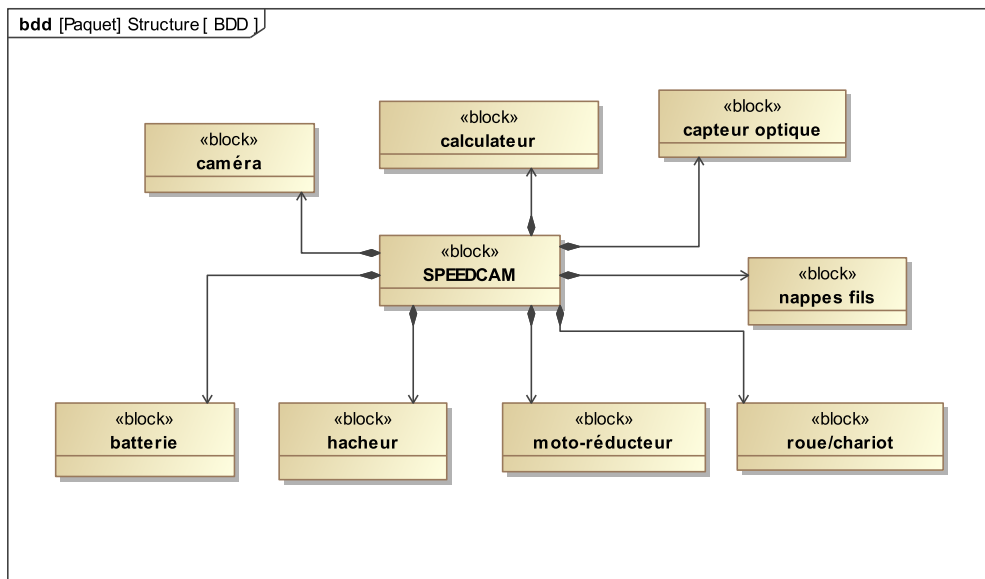 bdd [Paquet] Structure [ BDD ]
«block»
capteur optique
«block»
calculateur
«block»
caméra
«block»
SPEEDCAM
«block»
nappes fils
«block»
batterie
«block»
hacheur
«block»
moto-réducteur
«block»
roue/chariot